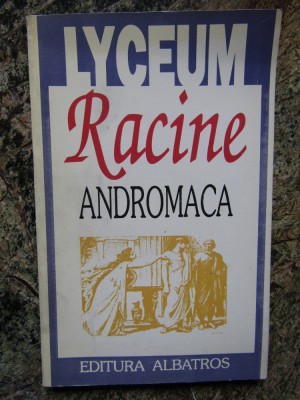 LYCEUM
Racine
ANDROMACA
EDITURA ALBATROS